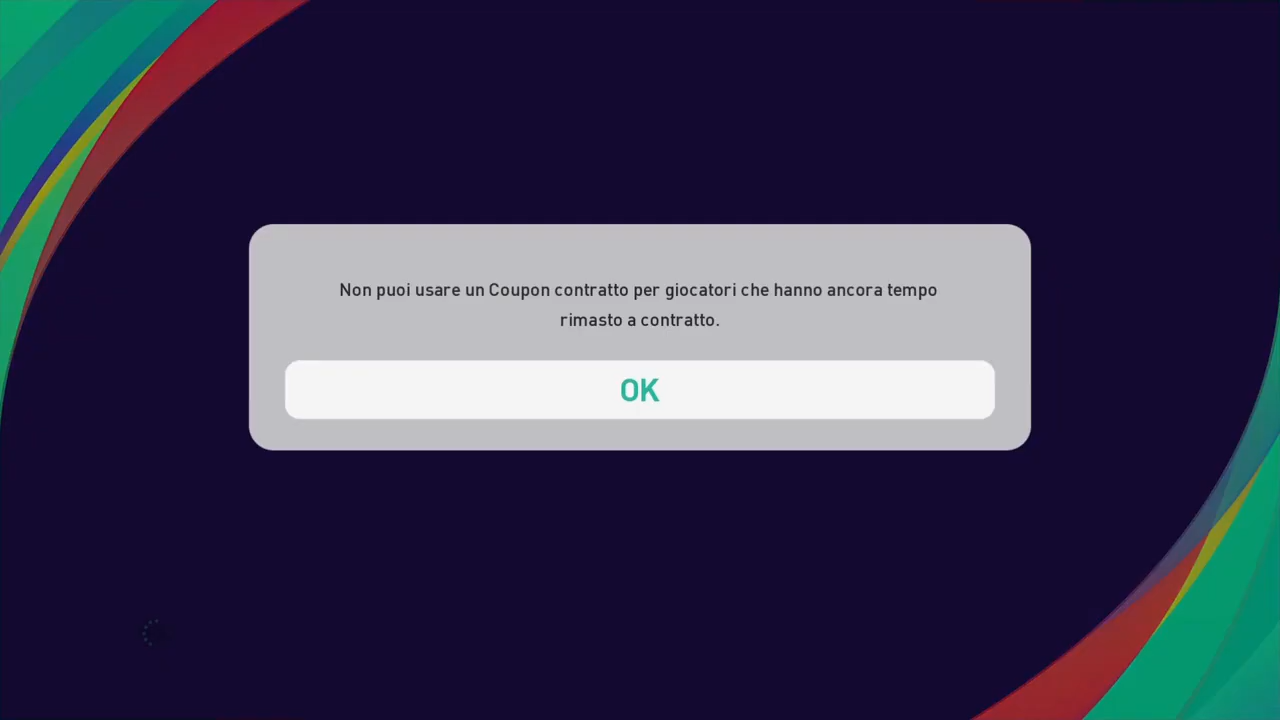 Non puoi usare un Coupon contratto per giocatori che hanno ancora tempo
rimasto a contratto.
OK